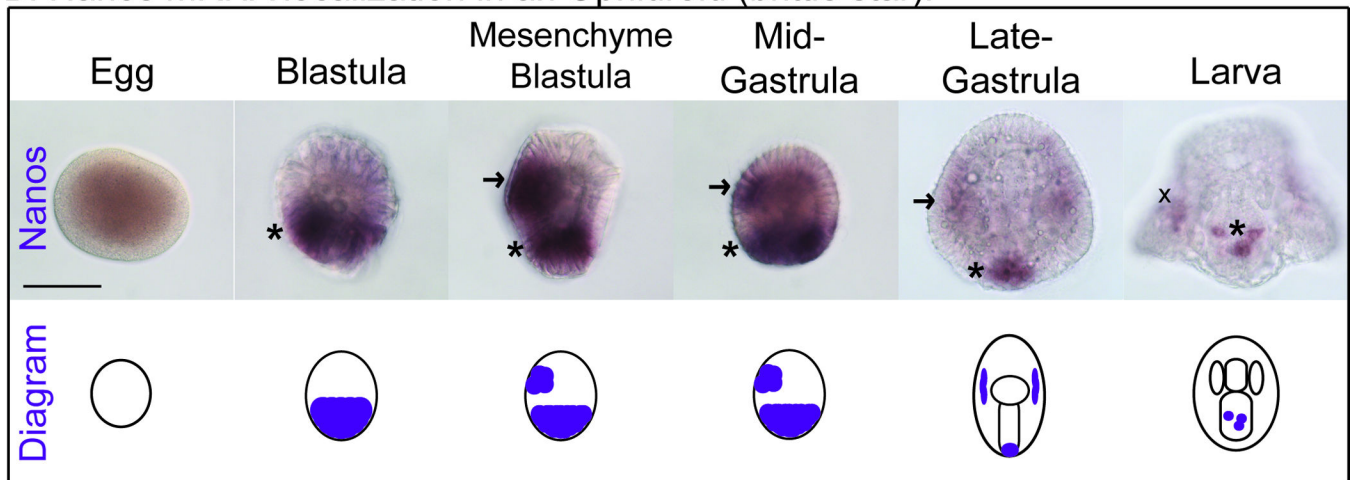 Egg
Blastula
Mesenchyme
Blastula
Mid-
Gastrula
Late-
Gastrula
Larva
Nanos
*
→
*
→
*
→
*
x
*
Diagram